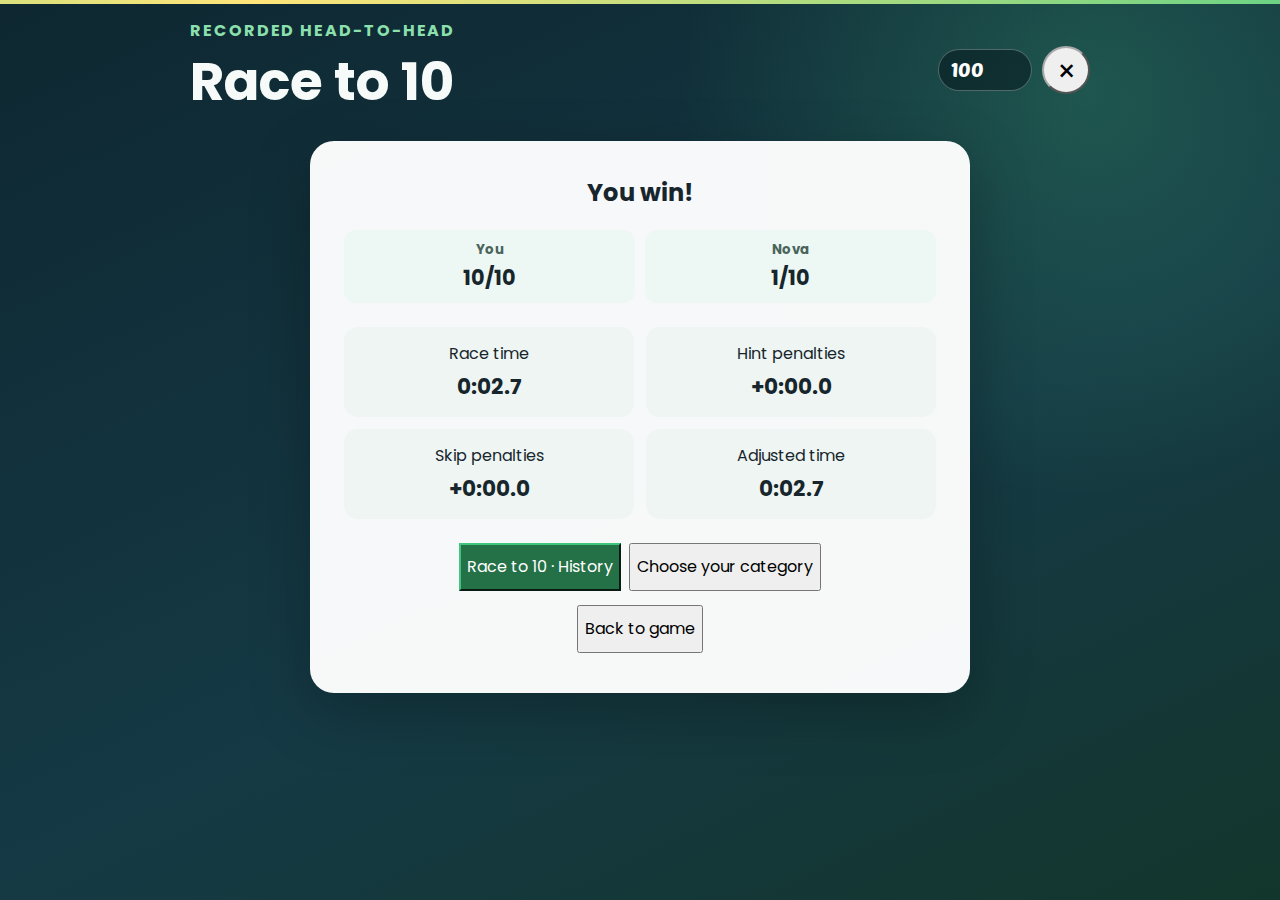 RECORDED HEAD-TO-HEAD
Race to 10
100
×
You win!
You
10/10
Nova
1/10
Race time
0:02.7
Hint penalties
+0:00.0
Skip penalties
+0:00.0
Adjusted time
0:02.7
Race to 10 · History
Choose your category
Back to game